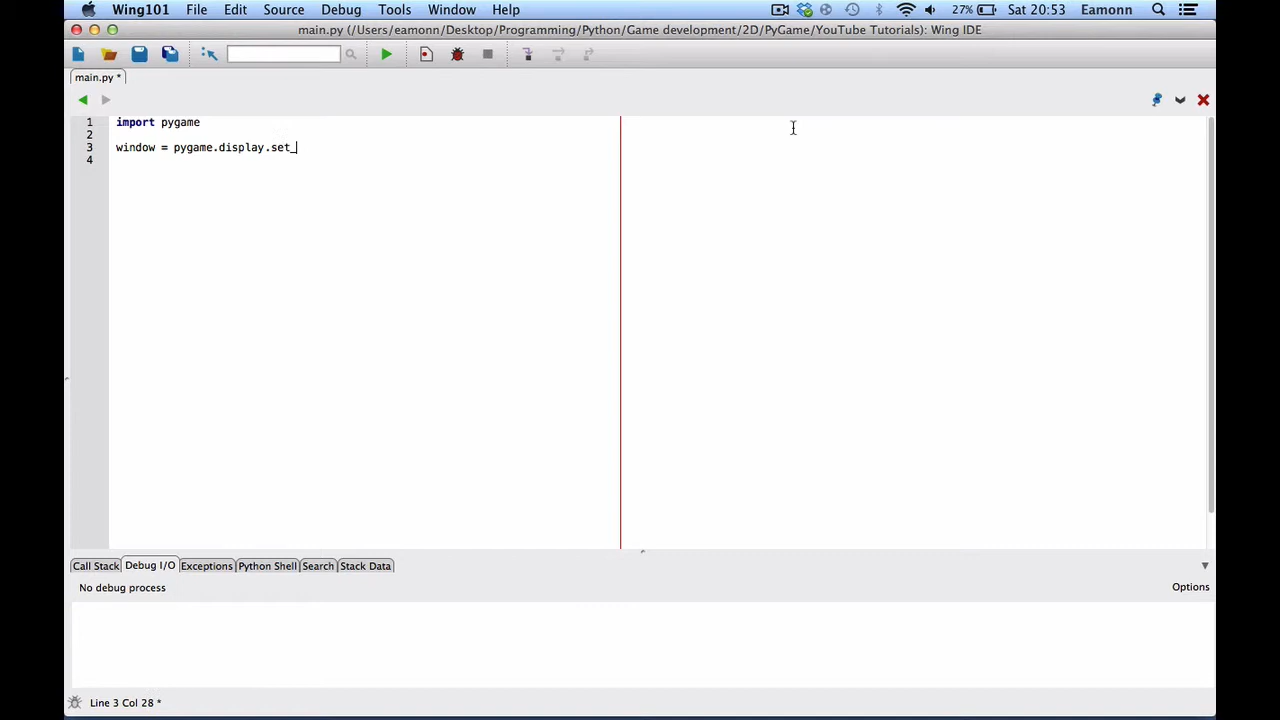 Wing101 File Edit Source Debug Tools Window Help 27% Sat 20:53 Eamonn
main.py (/Users/eamonn/Desktop/Programming/Python/Game development/2D/PyGame/YouTube Tutorials): Wing IDE
main.py *
1 import pygame
2
3 window = pygame.display.set_
4
Call Stack Debug I/O Exceptions Python Shell Search Stack Data
No debug process Options
Line 3 Col 28 *